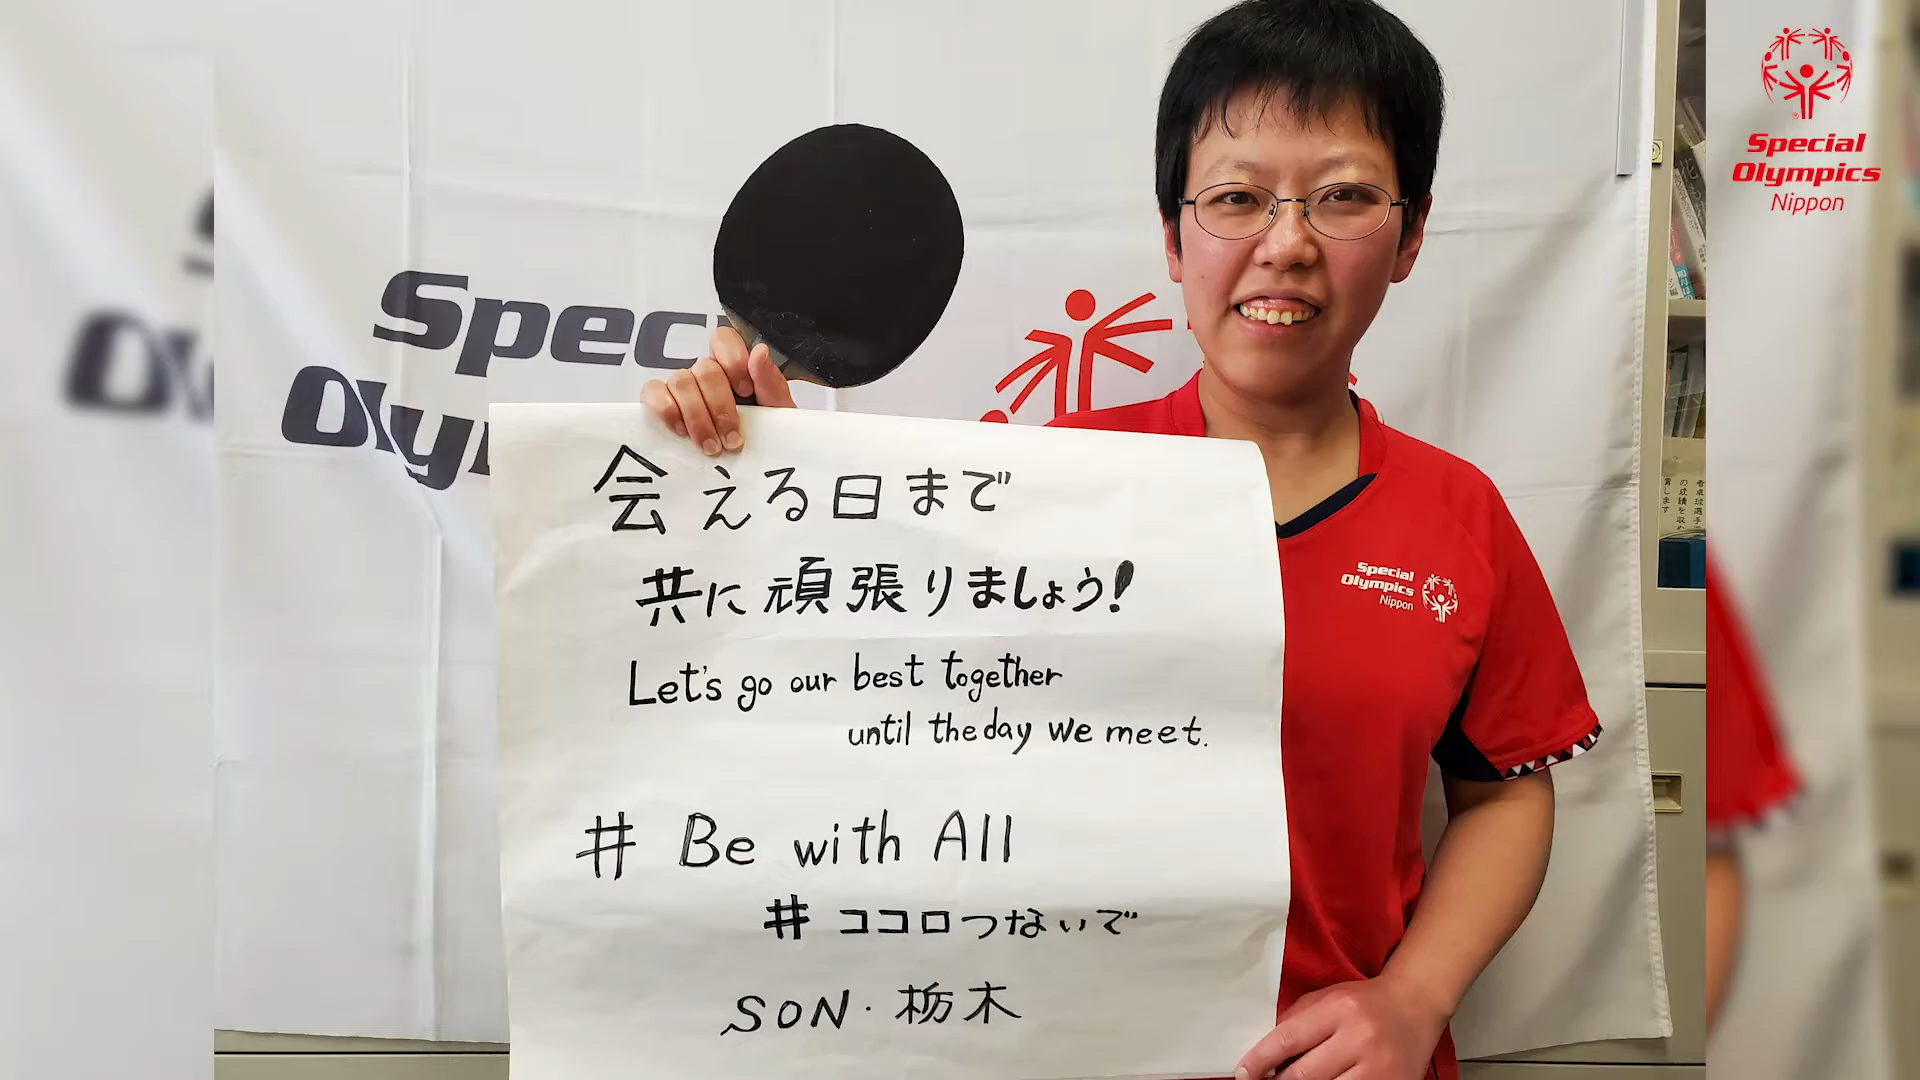 Special
Olympics
Nippon
Spec
Oly
会える日まで
共に頑張りましょう!
Let's go our best together
until the day we meet.
# Be with All
# ココロつないで
SON・栃木
Special
Olympics
Nippon